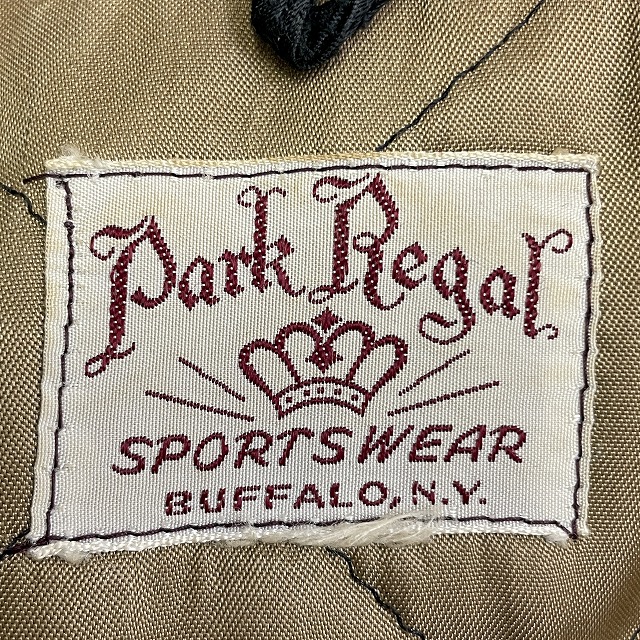 Park Regal
SPORTSWEAR
BUFFALO, N.Y.